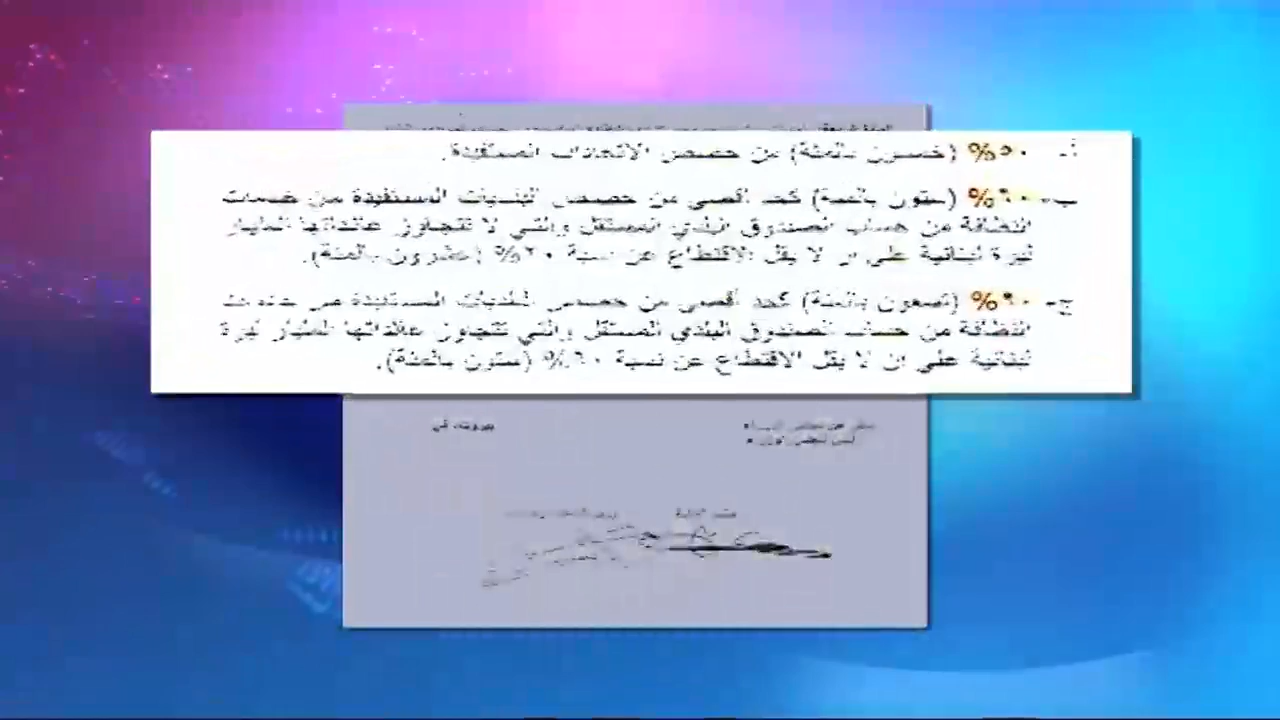 أ- ٥٠% (خمسون بالمئة) من حصص الاتحادات المستفيدة.
ب- ٦٠% (ستون بالمئة) كحد أقصى من حصص البلديات المستفيدة من خدمات
النظافة من حساب الصندوق البلدي المستقل والتي لا تتجاوز عائداتها المليار
ليرة لبنانية على ان لا يقل الاقتطاع عن نسبة ٢٠% (عشرون بالمئة).
ج- ٩٠% (تسعون بالمئة) كحد أقصى من حصص البلديات المستفيدة من خدمات
النظافة من حساب الصندوق البلدي المستقل والتي تتجاوز عائداتها المليار ليرة
لبنانية على ان لا يقل الاقتطاع عن نسبة ٦٠% (ستون بالمئة).
بيروت، في